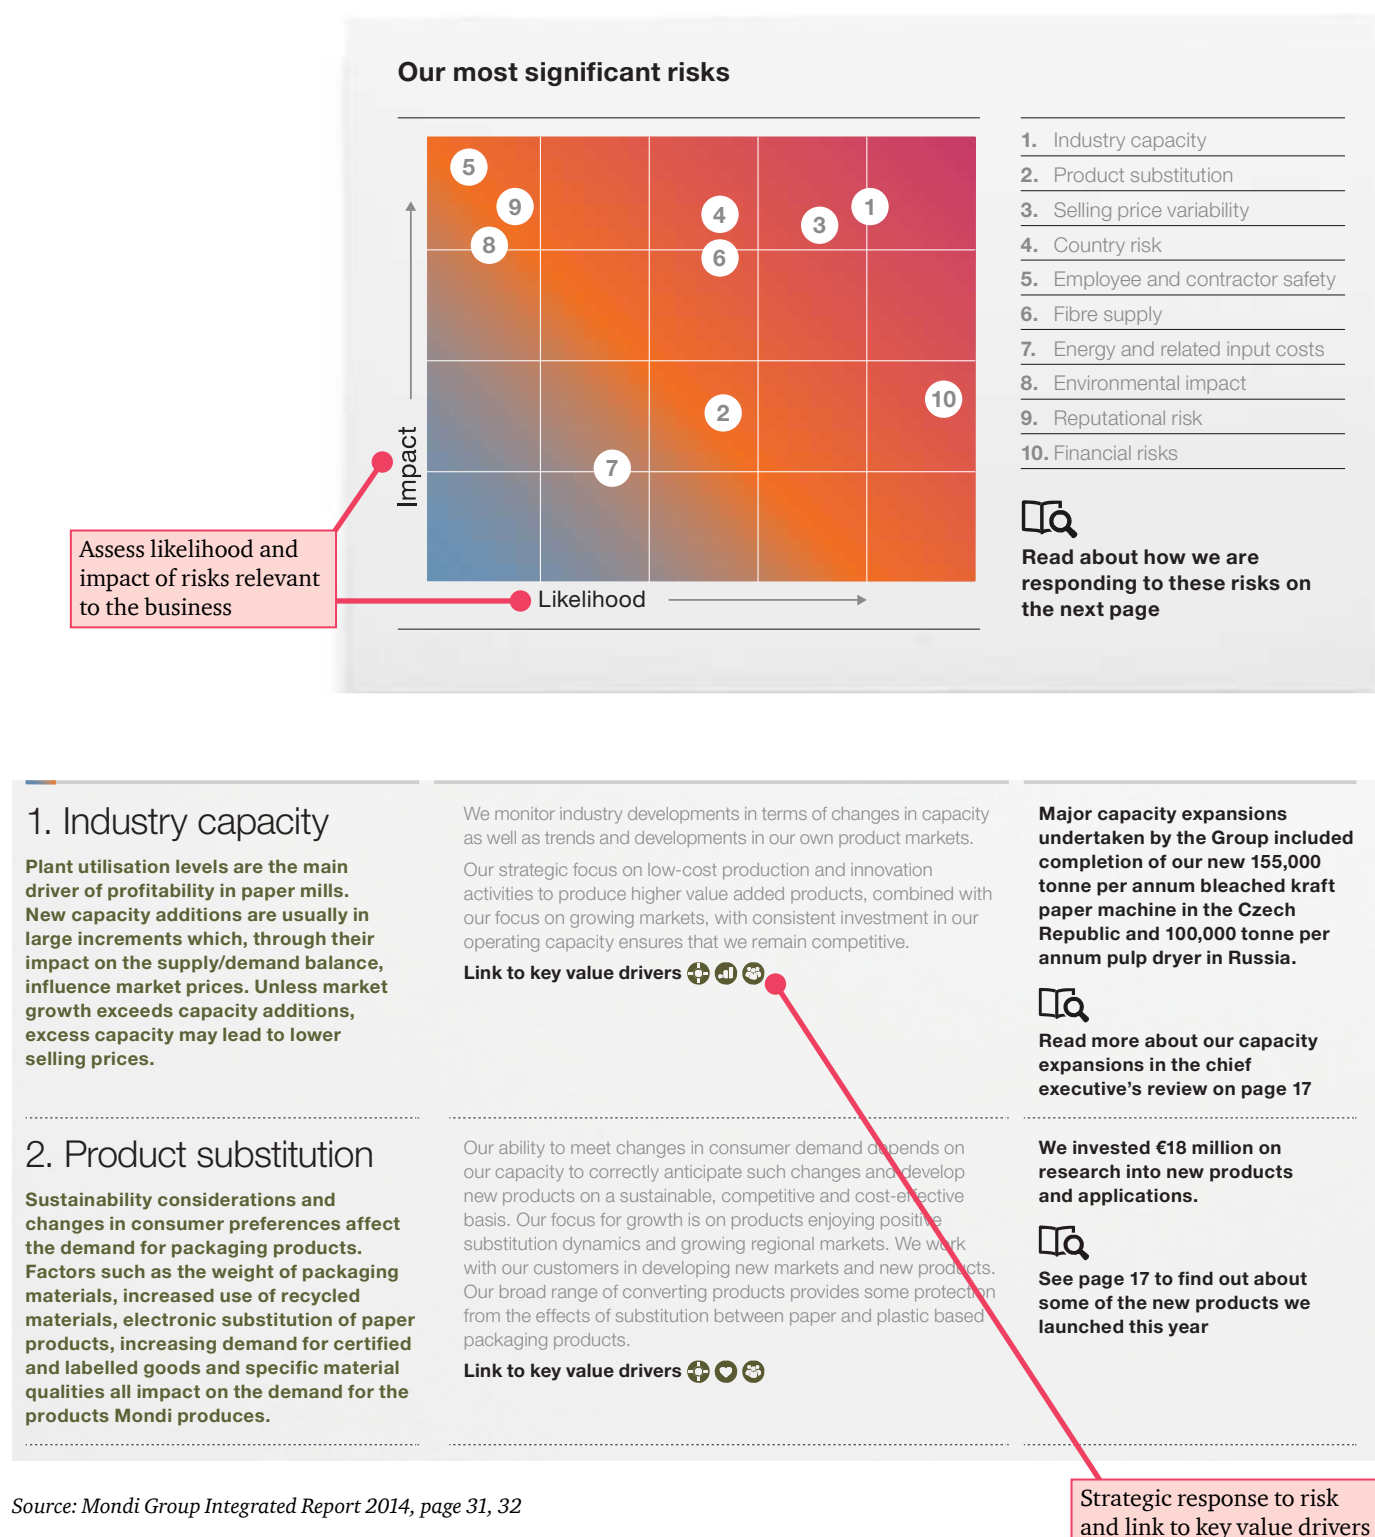 Our most significant risks
5
9
8
4
6
3
1
2
10
7
Impact
Likelihood
1. Industry capacity
2. Product substitution
3. Selling price variability
4. Country risk
5. Employee and contractor safety
6. Fibre supply
7. Energy and related input costs
8. Environmental impact
9. Reputational risk
10. Financial risks
Read about how we are
responding to these risks on
the next page
Assess likelihood and
impact of risks relevant
to the business
1. Industry capacity
Plant utilisation levels are the main
driver of profitability in paper mills.
New capacity additions are usually in
large increments which, through their
impact on the supply/demand balance,
influence market prices. Unless market
growth exceeds capacity additions,
excess capacity may lead to lower
selling prices.
We monitor industry developments in terms of changes in capacity
as well as trends and developments in our own product markets.
Our strategic focus on low-cost production and innovation
activities to produce higher value added products, combined with
our focus on growing markets, with consistent investment in our
operating capacity ensures that we remain competitive.
Link to key value drivers
Major capacity expansions
undertaken by the Group included
completion of our new 155,000
tonne per annum bleached kraft
paper machine in the Czech
Republic and 100,000 tonne per
annum pulp dryer in Russia.
Read more about our capacity
expansions in the chief
executive's review on page 17
2. Product substitution
Sustainability considerations and
changes in consumer preferences affect
the demand for packaging products.
Factors such as the weight of packaging
materials, increased use of recycled
materials, electronic substitution of paper
products, increasing demand for certified
and labelled goods and specific material
qualities all impact on the demand for the
products Mondi produces.
Our ability to meet changes in consumer demand depends on
our capacity to correctly anticipate such changes and develop
new products on a sustainable, competitive and cost-effective
basis. Our focus for growth is on products enjoying positive
substitution dynamics and growing regional markets. We work
with our customers in developing new markets and new products.
Our broad range of converting products provides some protection
from the effects of substitution between paper and plastic based
packaging products.
Link to key value drivers
We invested €18 million on
research into new products
and applications.
See page 17 to find out about
some of the new products we
launched this year
Source: Mondi Group Integrated Report 2014, page 31, 32
Strategic response to risk
and link to key value drivers